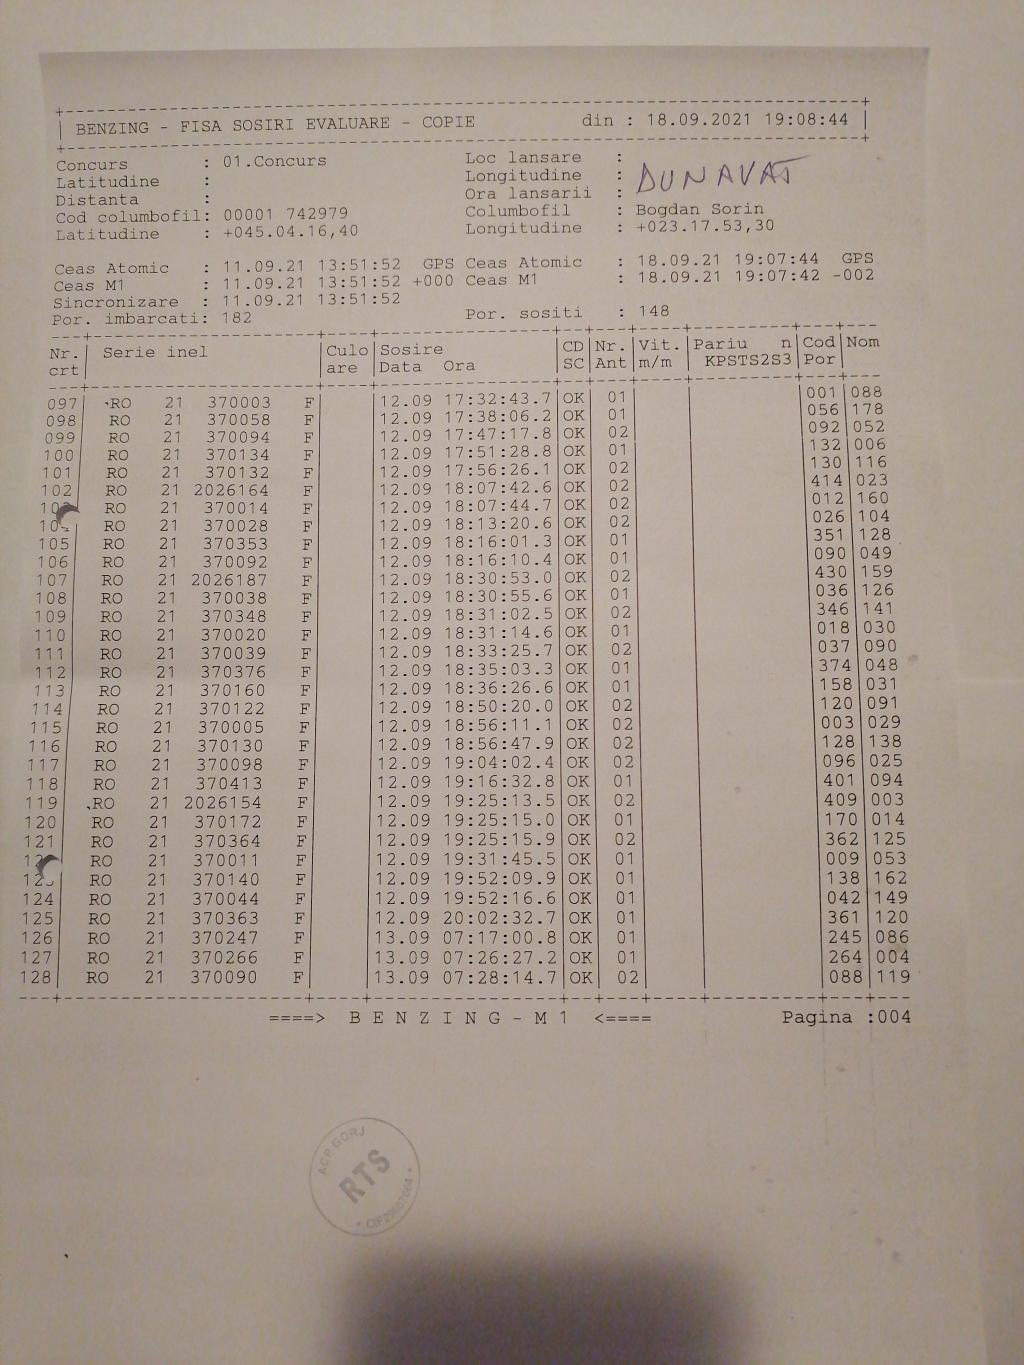 BENZING - FISA SOSIRI EVALUARE - COPIE din : 18.09.2021 19:08:44
Concurs : 01.Concurs Loc lansare :
Latitudine : Longitudine : DUNAVAT
Distanta : Ora lansarii :
Cod columbofil: 00001 742979 Columbofil : Bogdan Sorin
Latitudine : +045.04.16,40 Longitudine : +023.17.53,30
Ceas Atomic : 11.09.21 13:51:52 GPS Ceas Atomic : 18.09.21 19:07:44 GPS
Ceas M1 : 11.09.21 13:51:52 +000 Ceas M1 : 18.09.21 19:07:42 -002
Sincronizare : 11.09.21 13:51:52
Por. imbarcati: 182 Por. sositi : 148
Nr. Serie inel Culo Sosire CD Nr. Vit. Pariu n Cod Nom
crt are Data Ora SC Ant m/m KPSTS2S3 Por
097 RO 21 370003 F 12.09 17:32:43.7 OK 01 001 088
098 RO 21 370058 F 12.09 17:38:06.2 OK 01 056 178
099 RO 21 370094 F 12.09 17:47:17.8 OK 02 092 052
100 RO 21 370134 F 12.09 17:51:28.8 OK 01 132 006
101 RO 21 370132 F 12.09 17:56:26.1 OK 02 130 116
102 RO 21 2026164 F 12.09 18:07:42.6 OK 02 414 023
RO 21 370014 F 12.09 18:07:44.7 OK 02 012 160
RO 21 370028 F 12.09 18:13:20.6 OK 02 026 104
105 RO 21 370353 F 12.09 18:16:01.3 OK 01 351 128
106 RO 21 370092 F 12.09 18:16:10.4 OK 01 090 049
107 RO 21 2026187 F 12.09 18:30:53.0 OK 02 430 159
108 RO 21 370038 F 12.09 18:30:55.6 OK 01 036 126
109 RO 21 370348 F 12.09 18:31:02.5 OK 02 346 141
110 RO 21 370020 F 12.09 18:31:14.6 OK 01 018 030
111 RO 21 370039 F 12.09 18:33:25.7 OK 02 037 090
112 RO 21 370376 F 12.09 18:35:03.3 OK 01 374 048
113 RO 21 370160 F 12.09 18:36:26.6 OK 01 158 031
114 RO 21 370122 F 12.09 18:50:20.0 OK 02 120 091
115 RO 21 370005 F 12.09 18:56:11.1 OK 02 003 029
116 RO 21 370130 F 12.09 18:56:47.9 OK 02 128 138
117 RO 21 370098 F 12.09 19:04:02.4 OK 02 096 025
118 RO 21 370413 F 12.09 19:16:32.8 OK 01 401 094
119 RO 21 2026154 F 12.09 19:25:13.5 OK 02 409 003
120 RO 21 370172 F 12.09 19:25:15.0 OK 01 170 014
121 RO 21 370364 F 12.09 19:25:15.9 OK 02 362 125
RO 21 370011 F 12.09 19:31:45.5 OK 01 009 053
RO 21 370140 F 12.09 19:52:09.9 OK 01 138 162
124 RO 21 370044 F 12.09 19:52:16.6 OK 01 042 149
125 RO 21 370363 F 12.09 20:02:32.7 OK 01 361 120
126 RO 21 370247 F 13.09 07:17:00.8 OK 01 245 086
127 RO 21 370266 F 13.09 07:26:27.2 OK 01 264 004
128 RO 21 370090 F 13.09 07:28:14.7 OK 02 088 119
====> B E N Z I N G - M 1 <==== Pagina :004
ACP GORJ
RTS